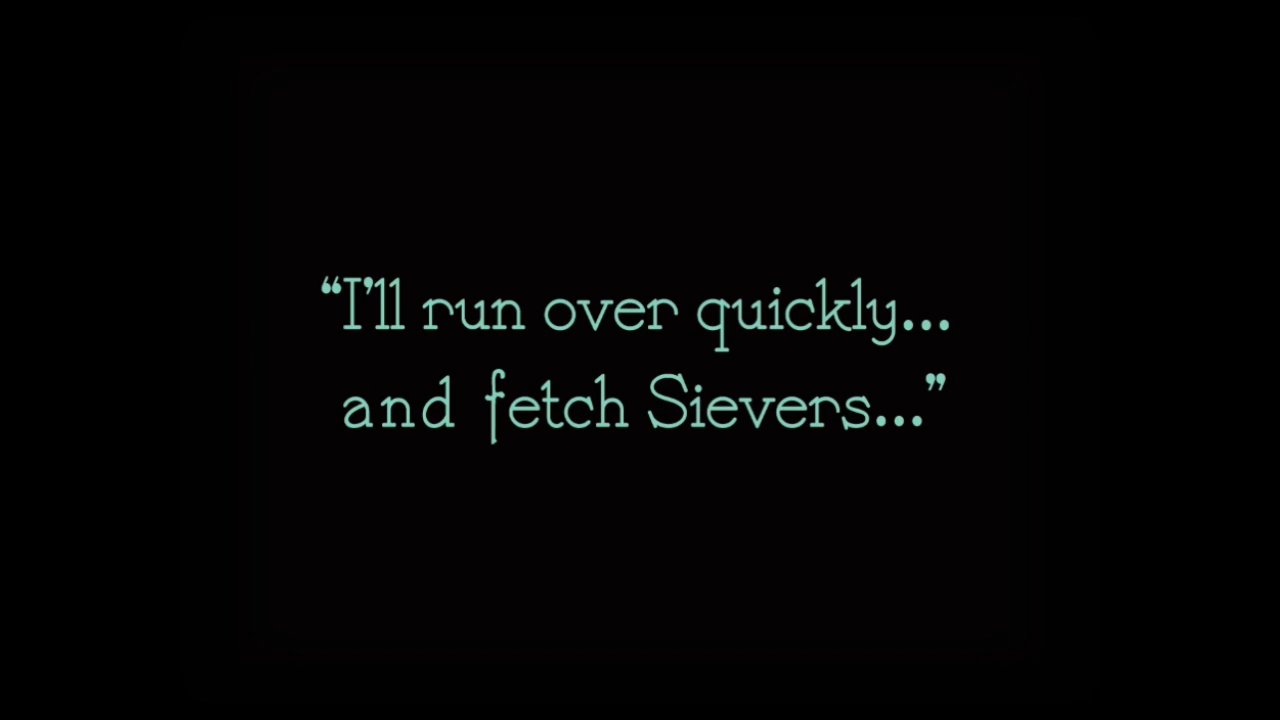 “I’ll run over quickly...
and fetch Sievers...”